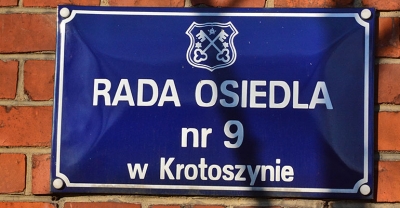 RADA OSIEDLA
nr 9
w Krotoszynie